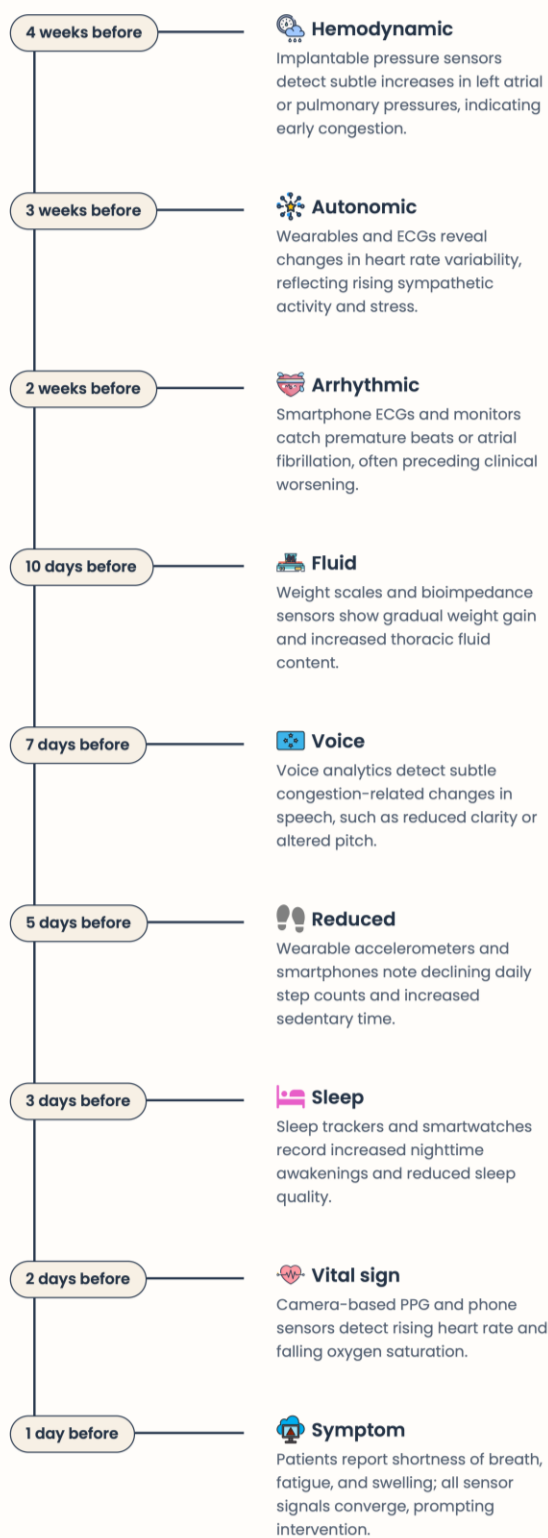 4 weeks before
Hemodynamic
Implantable pressure sensors
detect subtle increases in left atrial
or pulmonary pressures, indicating
early congestion.
3 weeks before
Autonomic
Wearables and ECGs reveal
changes in heart rate variability,
reflecting rising sympathetic
activity and stress.
2 weeks before
Arrhythmic
Smartphone ECGs and monitors
catch premature beats or atrial
fibrillation, often preceding clinical
worsening.
10 days before
Fluid
Weight scales and bioimpedance
sensors show gradual weight gain
and increased thoracic fluid
content.
7 days before
Voice
Voice analytics detect subtle
congestion-related changes in
speech, such as reduced clarity or
altered pitch.
5 days before
Reduced
Wearable accelerometers and
smartphones note declining daily
step counts and increased
sedentary time.
3 days before
Sleep
Sleep trackers and smartwatches
record increased nighttime
awakenings and reduced sleep
quality.
2 days before
Vital sign
Camera-based PPG and phone
sensors detect rising heart rate and
falling oxygen saturation.
1 day before
Symptom
Patients report shortness of breath,
fatigue, and swelling; all sensor
signals converge, prompting
intervention.